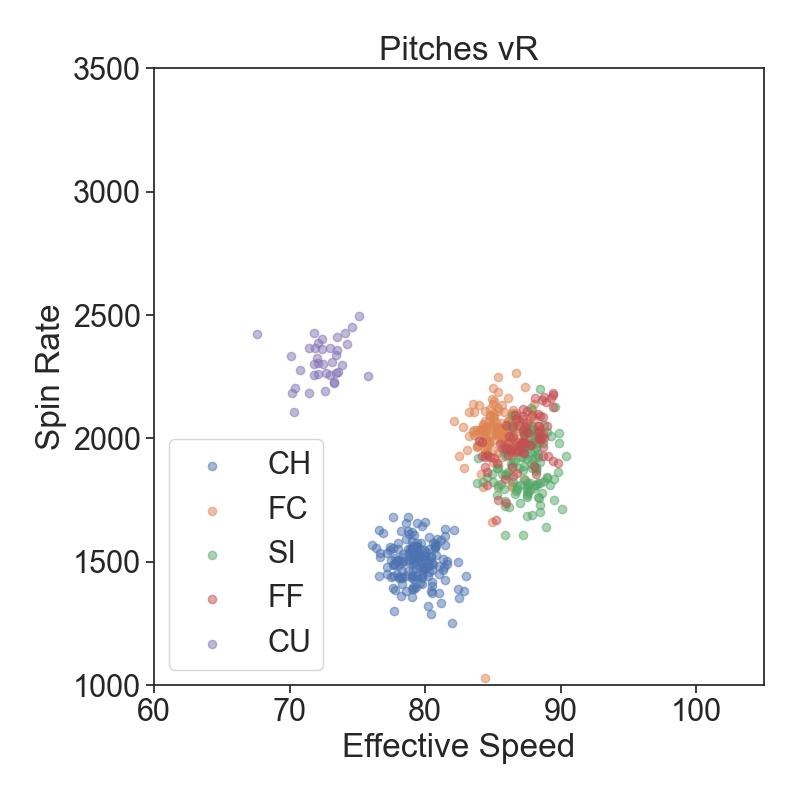 Pitches vR
3500
3000
2500
2000
1500
1000
Spin Rate
CH
FC
SI
FF
CU
60 70 80 90 100
Effective Speed